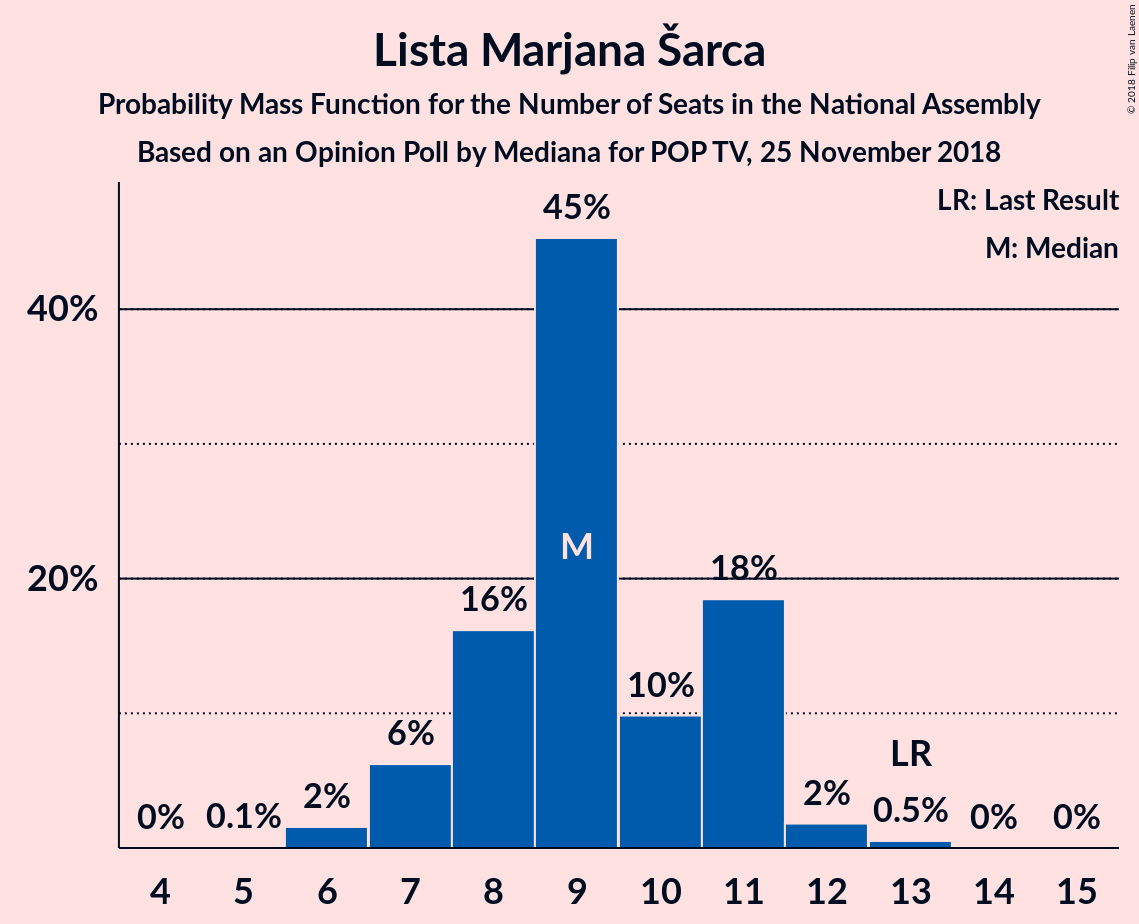 Lista Marjana Šarca
Probability Mass Function for the Number of Seats in the National Assembly
Based on an Opinion Poll by Mediana for POP TV, 25 November 2018
© 2018 Filip van Laenen
LR: Last Result
M: Median
40%
20%
0%
0.1%
2%
6%
16%
45%
M
10%
18%
2%
LR
0.5%
0%
0%
4 5 6 7 8 9 10 11 12 13 14 15